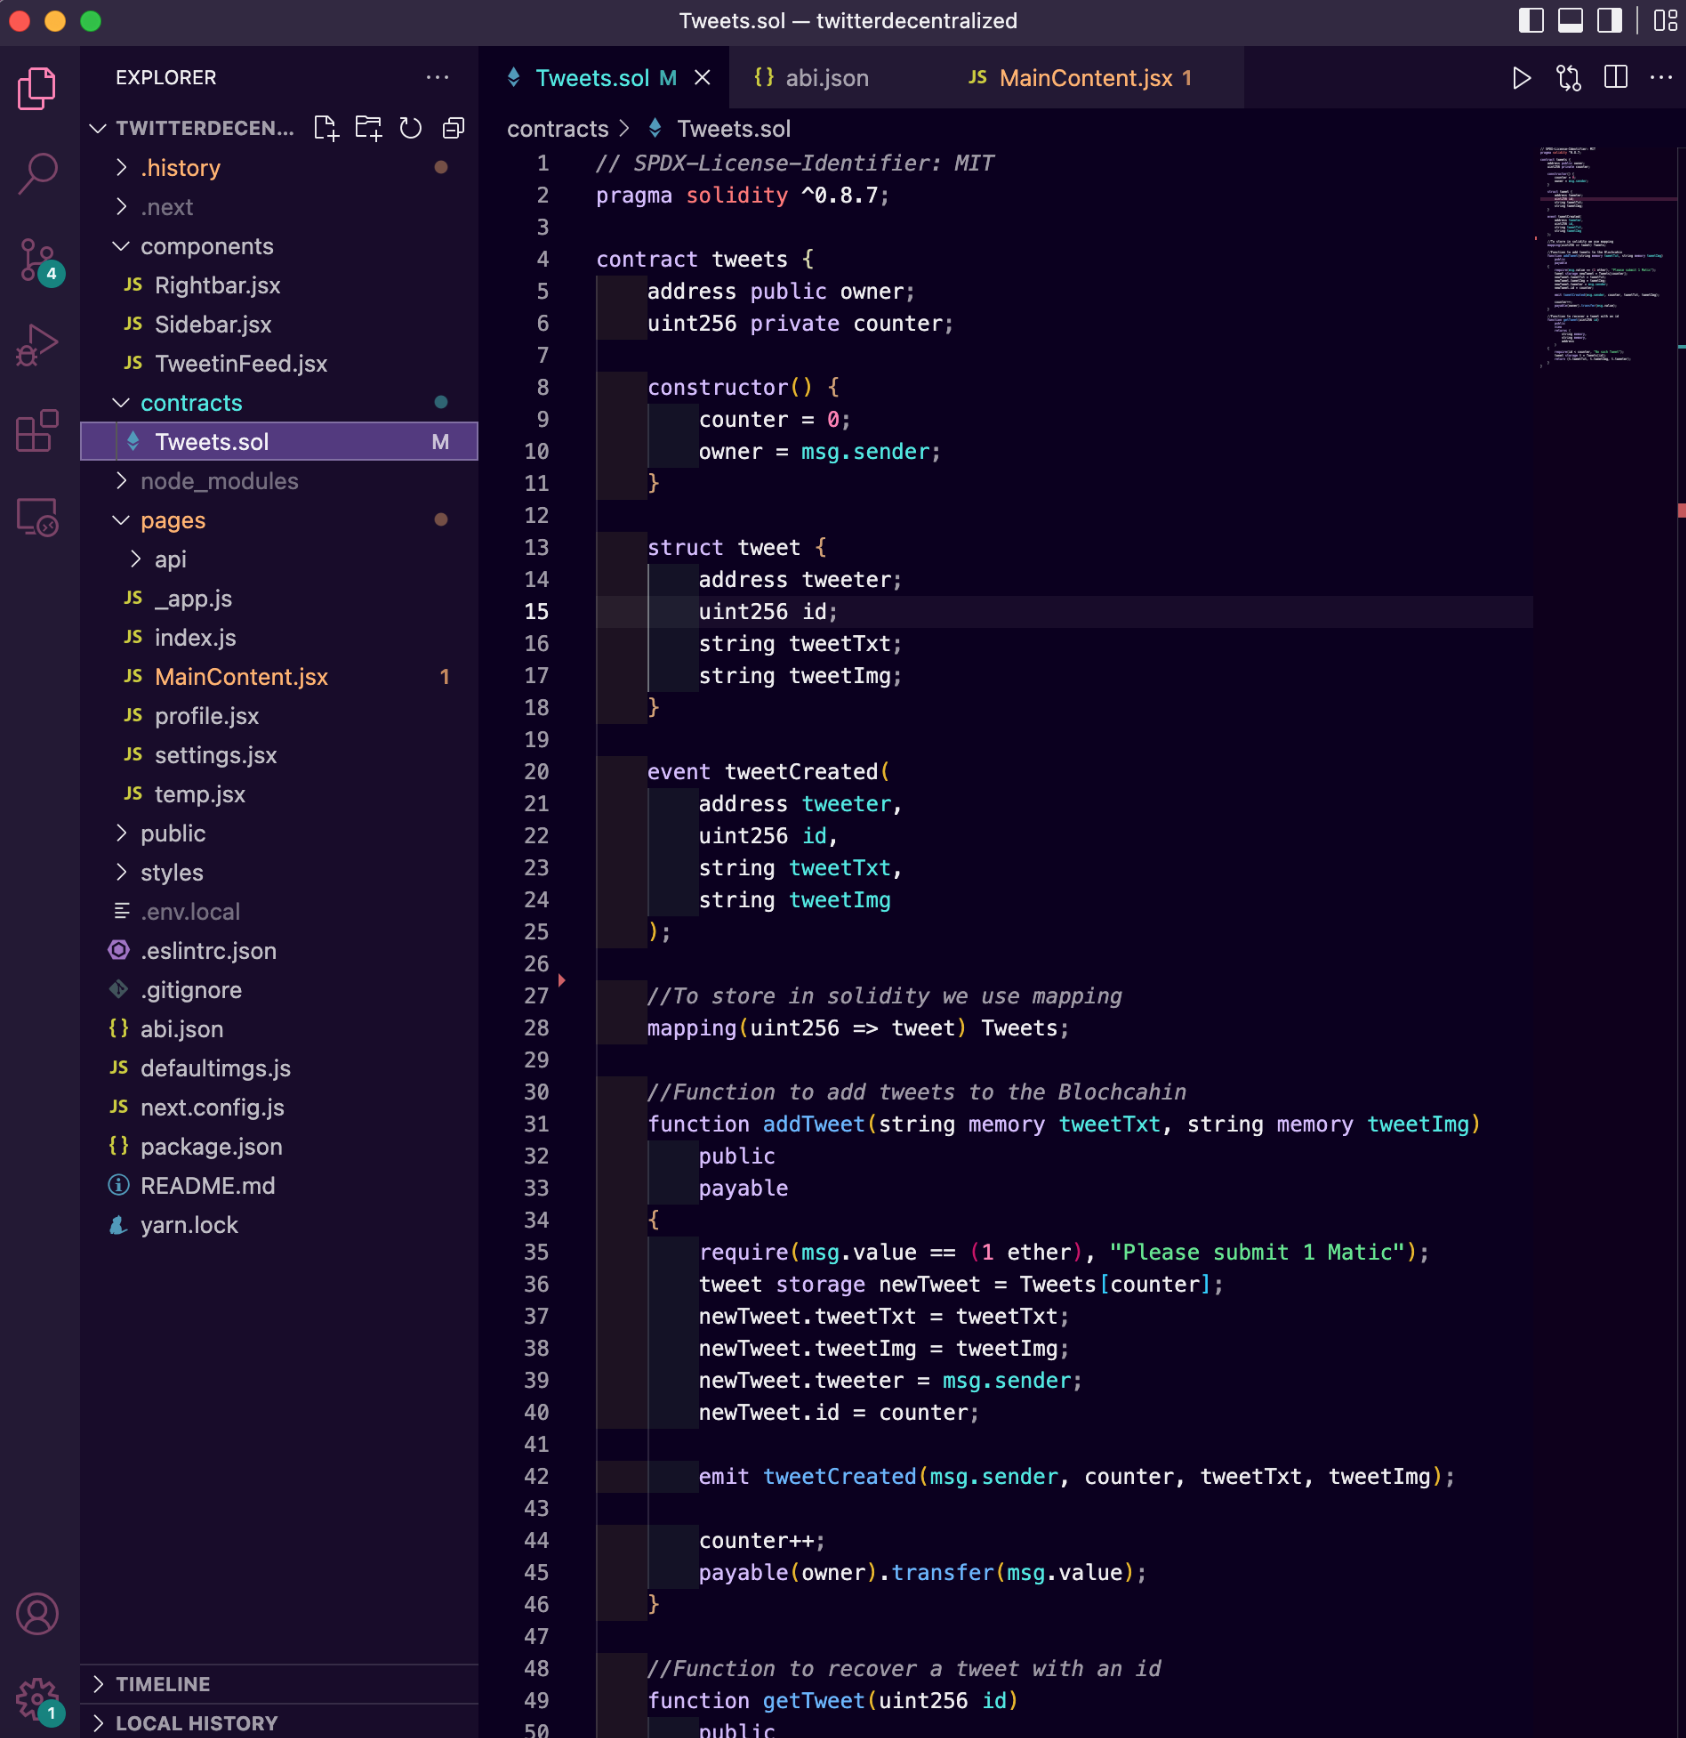 Tweets.sol — twitterdecentralized
EXPLORER
TWITTERDECEN...
.history
.next
components
JS Rightbar.jsx
JS Sidebar.jsx
JS TweetinFeed.jsx
contracts
Tweets.sol M
node_modules
pages
api
JS _app.js
JS index.js
JS MainContent.jsx 1
JS profile.jsx
JS settings.jsx
JS temp.jsx
public
styles
.env.local
.eslintrc.json
.gitignore
{} abi.json
JS defaultimgs.js
JS next.config.js
{} package.json
README.md
yarn.lock
TIMELINE
LOCAL HISTORY
4
1
Tweets.sol M
{} abi.json
JS MainContent.jsx 1
contracts > Tweets.sol
1 // SPDX-License-Identifier: MIT
2 pragma solidity ^0.8.7;
3
4 contract tweets {
5 address public owner;
6 uint256 private counter;
7
8 constructor() {
9 counter = 0;
10 owner = msg.sender;
11 }
12
13 struct tweet {
14 address tweeter;
15 uint256 id;
16 string tweetTxt;
17 string tweetImg;
18 }
19
20 event tweetCreated(
21 address tweeter,
22 uint256 id,
23 string tweetTxt,
24 string tweetImg
25 );
26
27 //To store in solidity we use mapping
28 mapping(uint256 => tweet) Tweets;
29
30 //Function to add tweets to the Blochcahin
31 function addTweet(string memory tweetTxt, string memory tweetImg)
32 public
33 payable
34 {
35 require(msg.value == (1 ether), "Please submit 1 Matic");
36 tweet storage newTweet = Tweets[counter];
37 newTweet.tweetTxt = tweetTxt;
38 newTweet.tweetImg = tweetImg;
39 newTweet.tweeter = msg.sender;
40 newTweet.id = counter;
41
42 emit tweetCreated(msg.sender, counter, tweetTxt, tweetImg);
43
44 counter++;
45 payable(owner).transfer(msg.value);
46 }
47
48 //Function to recover a tweet with an id
49 function getTweet(uint256 id)
50 public